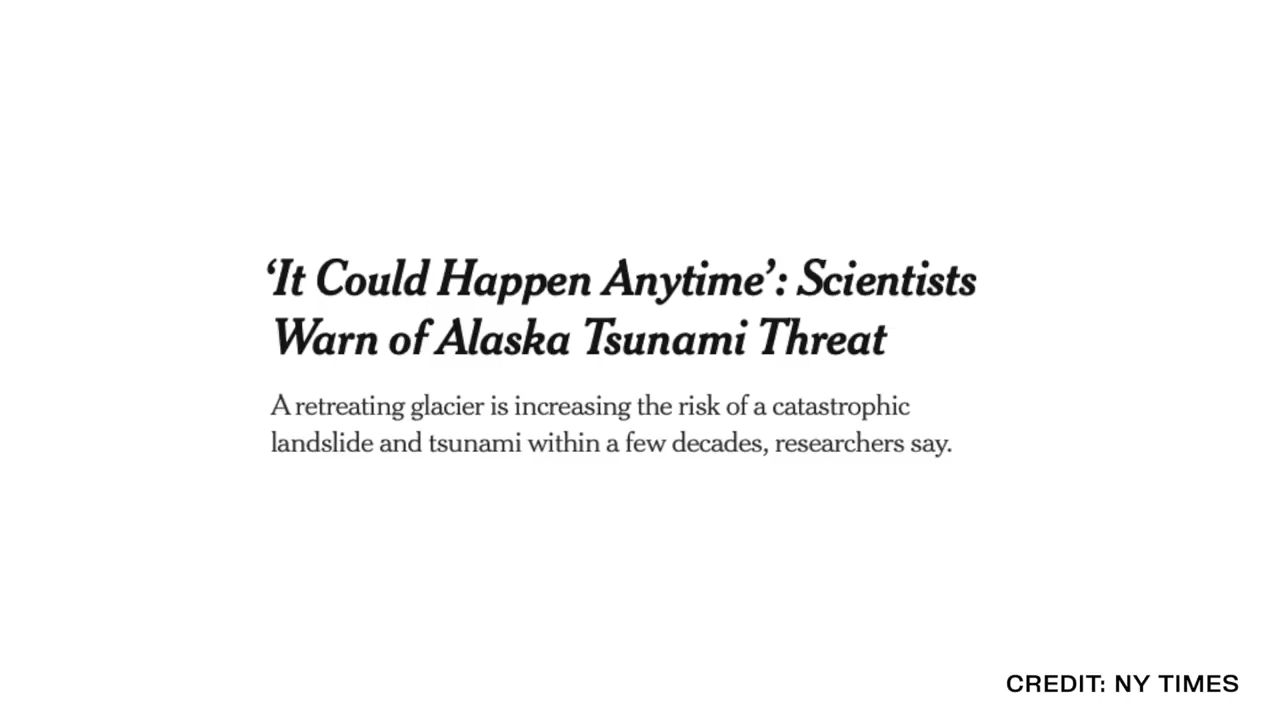 ‘It Could Happen Anytime’: Scientists
Warn of Alaska Tsunami Threat
A retreating glacier is increasing the risk of a catastrophic
landslide and tsunami within a few decades, researchers say.
CREDIT: NY TIMES